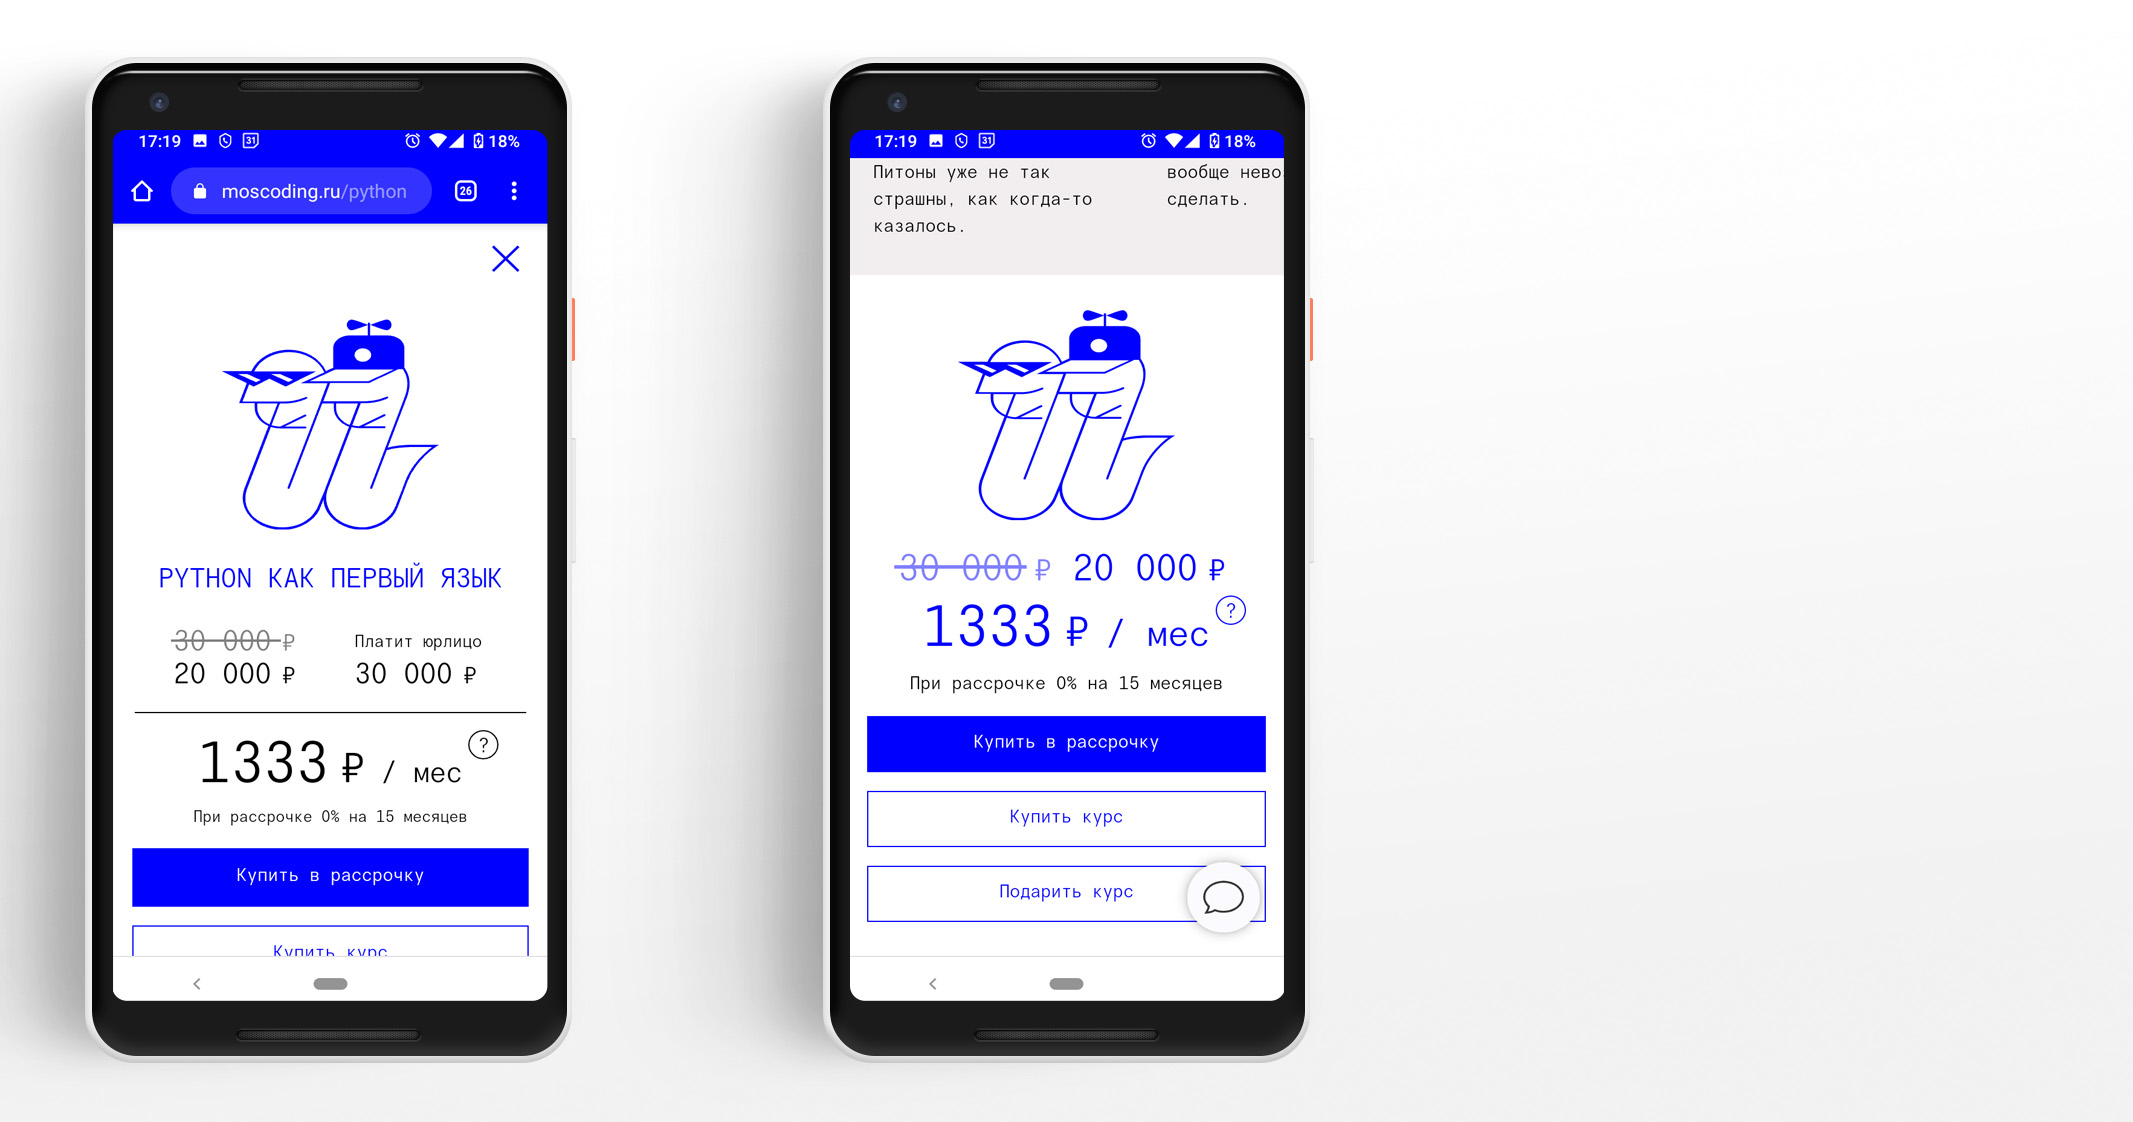 17:19
31
18%
moscoding.ru/python
26
PYTHON КАК ПЕРВЫЙ ЯЗЫК
30 000 ₽
20 000 ₽
Платит юрлицо
30 000 ₽
1333 ₽ / мес
?
При рассрочке 0% на 15 месяцев
Купить в рассрочку
Купить курс
17:19
31
18%
Питоны уже не так
страшны, как когда-то
казалось.
вообще нево
сделать.
30 000 ₽ 20 000 ₽
1333 ₽ / мес
?
При рассрочке 0% на 15 месяцев
Купить в рассрочку
Купить курс
Подарить курс